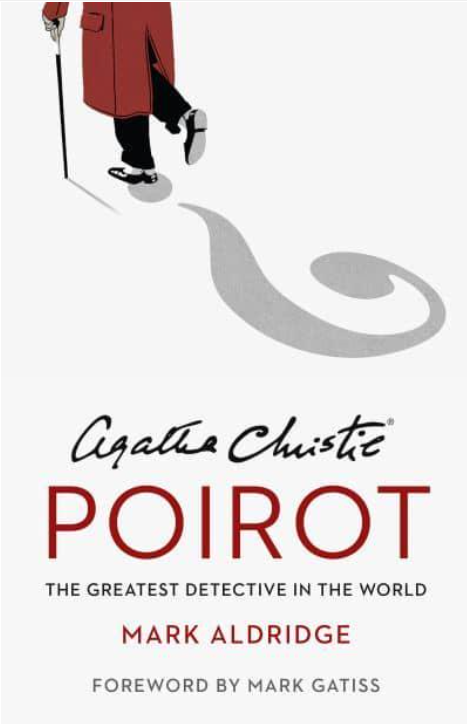 Agatha Christie®
POIROT
THE GREATEST DETECTIVE IN THE WORLD
MARK ALDRIDGE
FOREWORD BY MARK GATISS